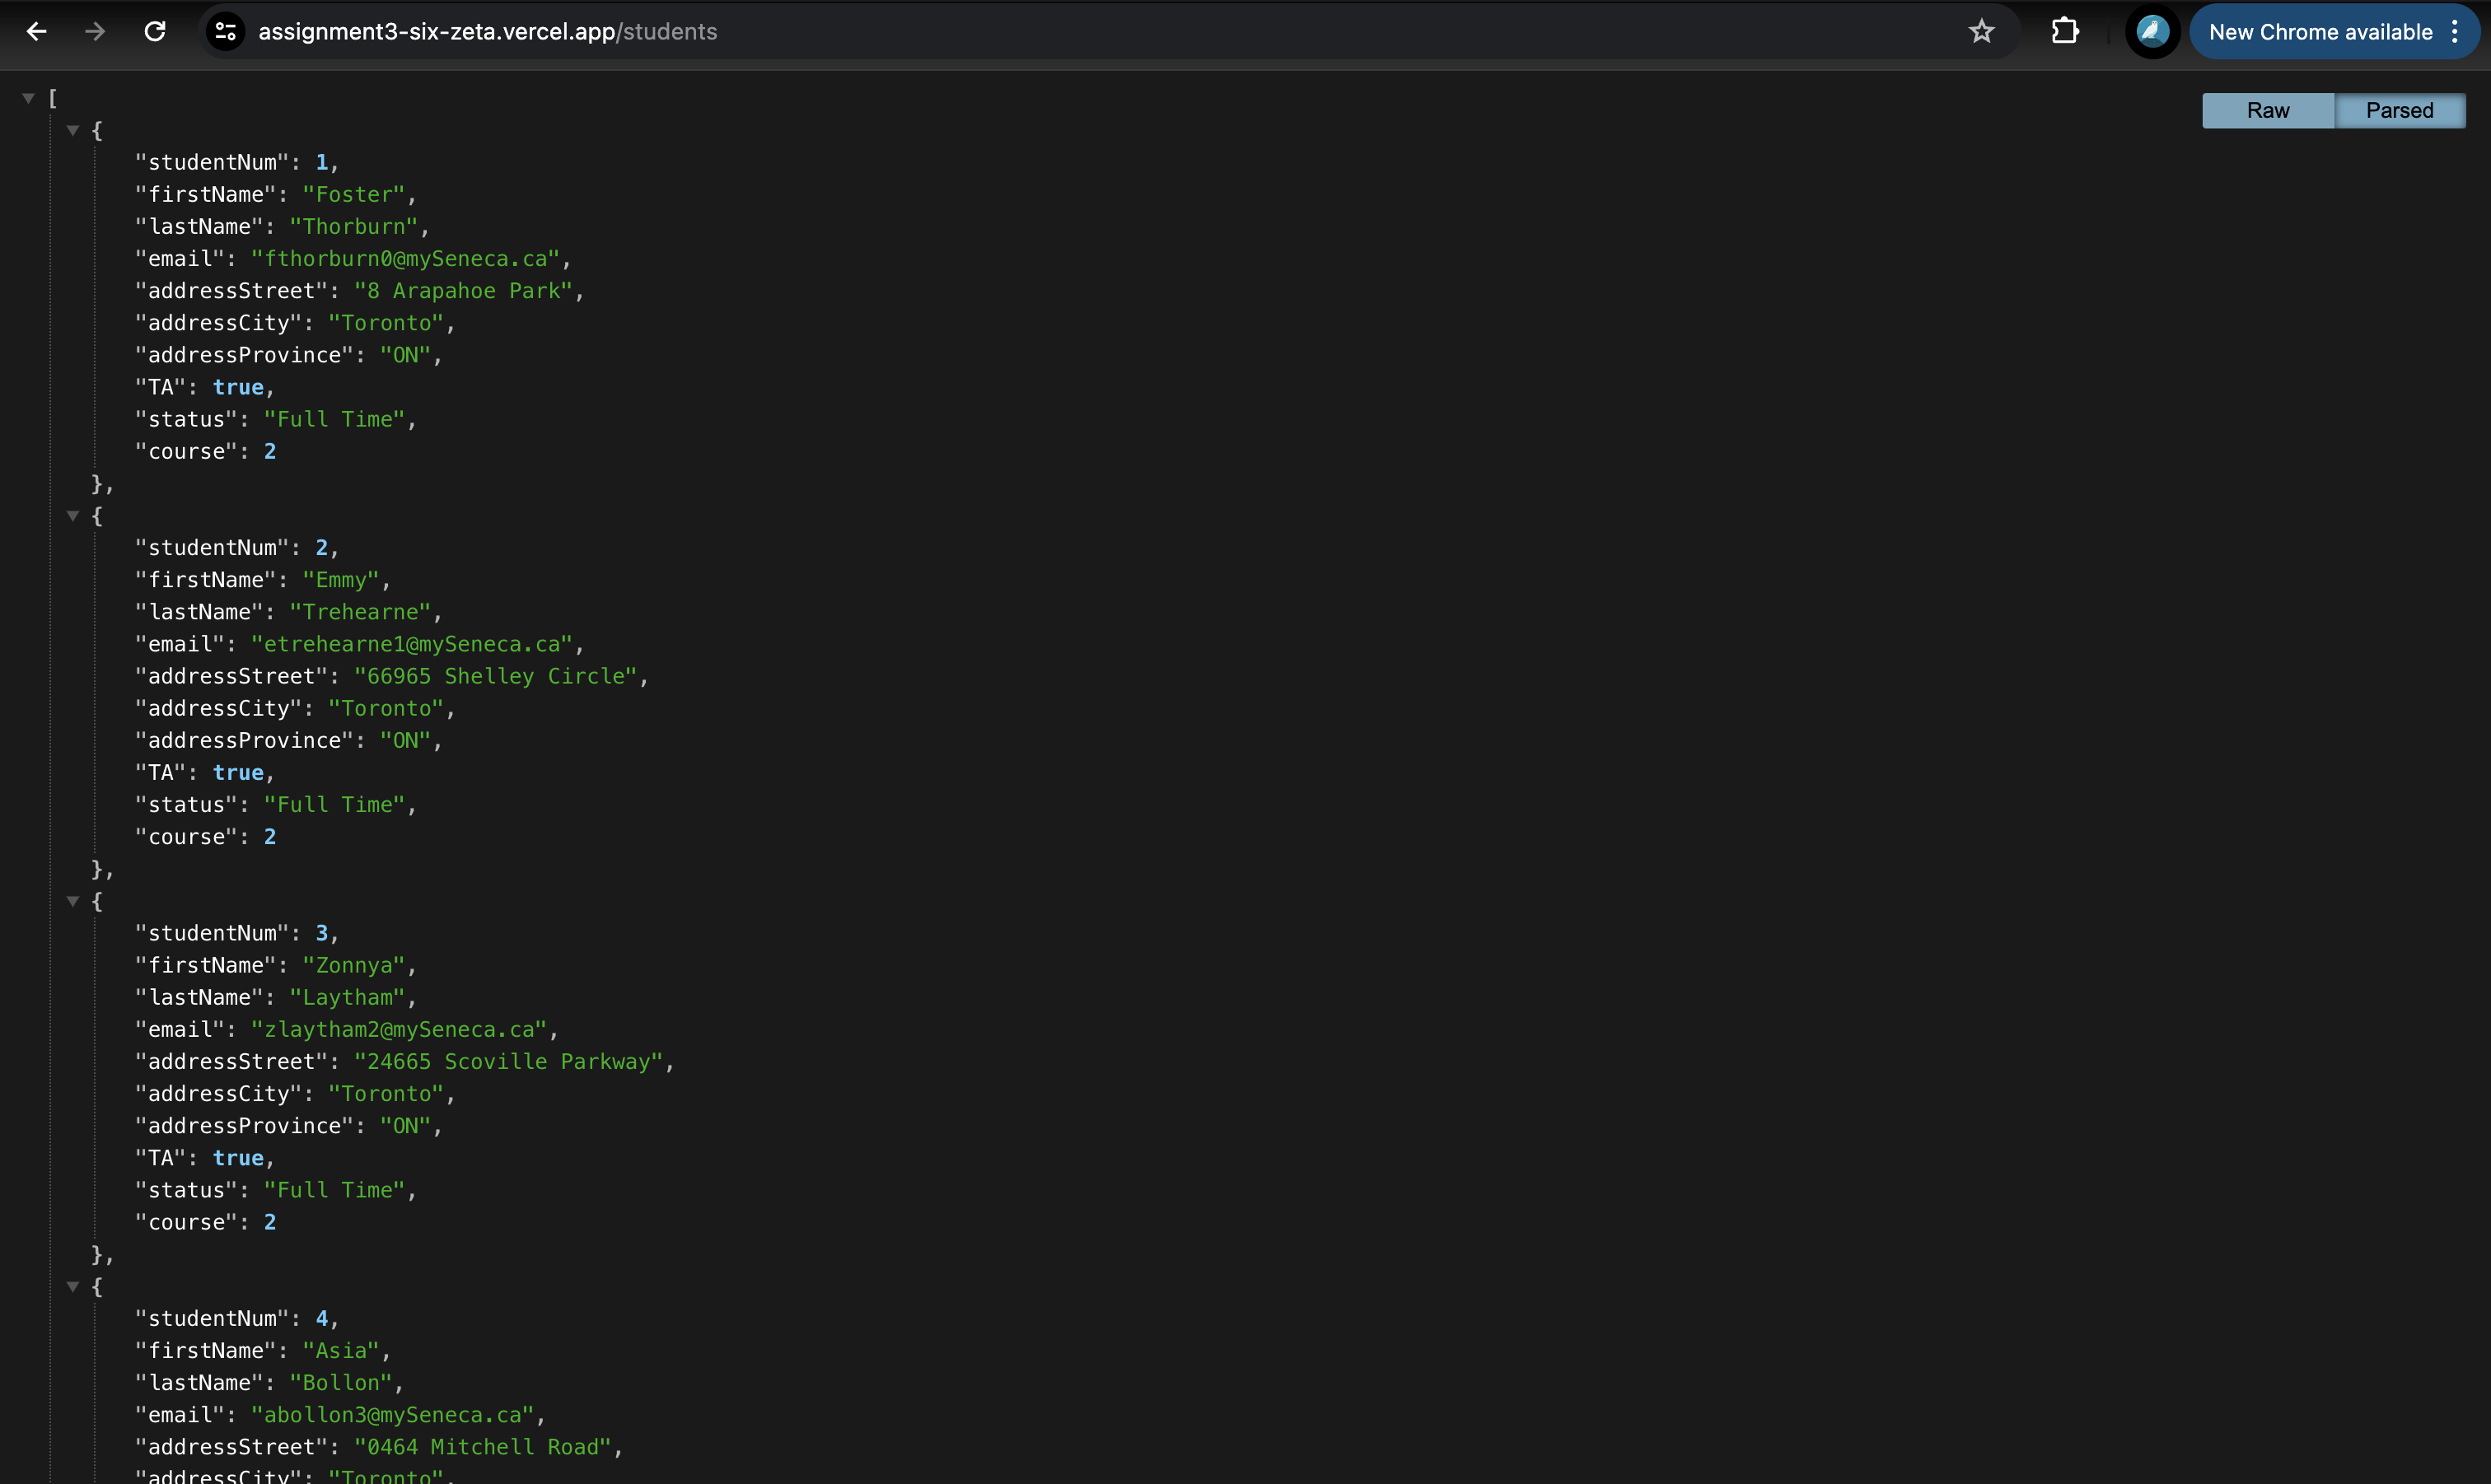 assignment3-six-zeta.vercel.app/students
New Chrome available
Raw
Parsed
[
{
"studentNum": 1,
"firstName": "Foster",
"lastName": "Thorburn",
"email": "fthorburn0@mySeneca.ca",
"addressStreet": "8 Arapahoe Park",
"addressCity": "Toronto",
"addressProvince": "ON",
"TA": true,
"status": "Full Time",
"course": 2
},
{
"studentNum": 2,
"firstName": "Emmy",
"lastName": "Trehearne",
"email": "etrehearne1@mySeneca.ca",
"addressStreet": "66965 Shelley Circle",
"addressCity": "Toronto",
"addressProvince": "ON",
"TA": true,
"status": "Full Time",
"course": 2
},
{
"studentNum": 3,
"firstName": "Zonnya",
"lastName": "Laytham",
"email": "zlaytham2@mySeneca.ca",
"addressStreet": "24665 Scoville Parkway",
"addressCity": "Toronto",
"addressProvince": "ON",
"TA": true,
"status": "Full Time",
"course": 2
},
{
"studentNum": 4,
"firstName": "Asia",
"lastName": "Bollon",
"email": "abollon3@mySeneca.ca",
"addressStreet": "0464 Mitchell Road",
"addressCity": "Toronto",